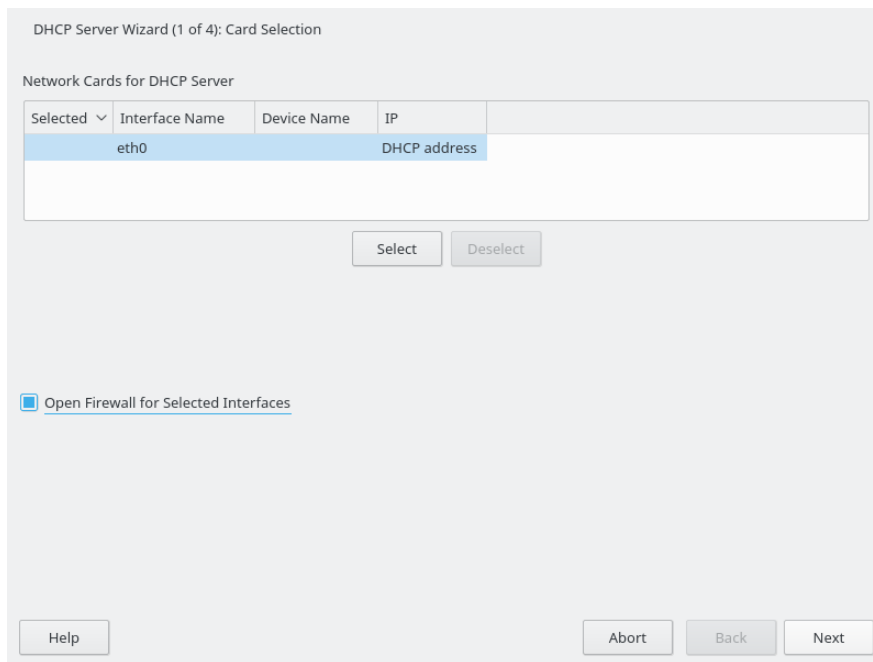 DHCP Server Wizard (1 of 4): Card Selection
Network Cards for DHCP Server
Selected Interface Name Device Name IP
eth0 DHCP address
Select Deselect
Open Firewall for Selected Interfaces
Help Abort Back Next